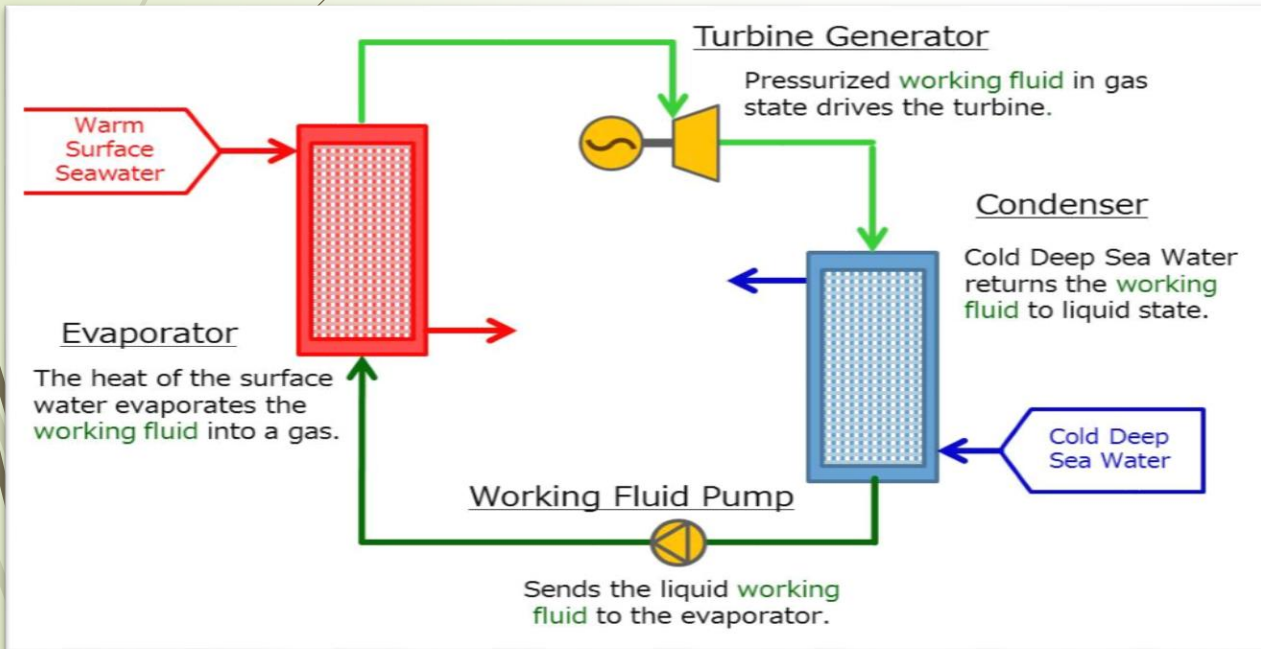 Turbine Generator
Pressurized working fluid in gas
state drives the turbine.
Warm
Surface
Seawater
Condenser
Cold Deep Sea Water
returns the working
fluid to liquid state.
Evaporator
The heat of the surface
water evaporates the
working fluid into a gas.
Cold Deep
Sea Water
Working Fluid Pump
Sends the liquid working
fluid to the evaporator.